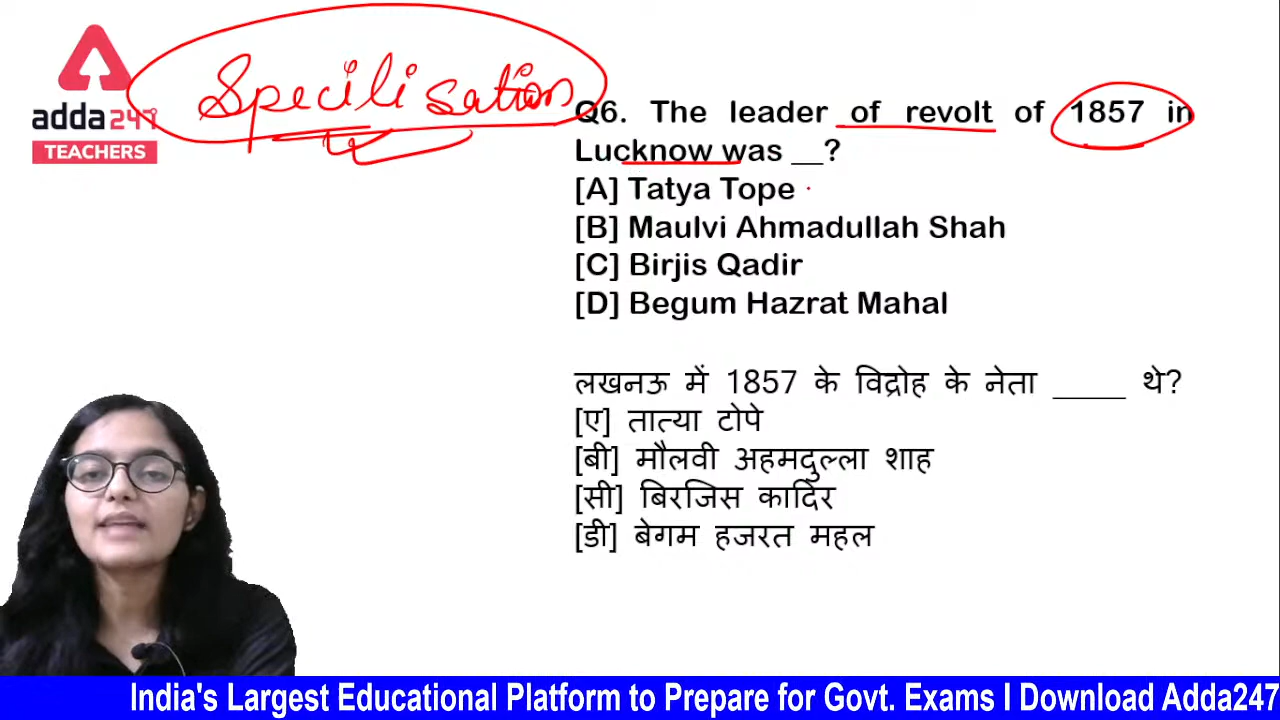 Specilisation
adda247
TEACHERS
Q6. The leader of revolt of 1857 in
Lucknow was __?
[A] Tatya Tope
[B] Maulvi Ahmadullah Shah
[C] Birjis Qadir
[D] Begum Hazrat Mahal
लखनऊ में 1857 के विद्रोह के नेता _____ थे?
[ए] तात्या टोपे
[बी] मौलवी अहमदुल्ला शाह
[सी] बिरजिस कादिर
[डी] बेगम हजरत महल
India's Largest Educational Platform to Prepare for Govt. Exams I Download Adda247